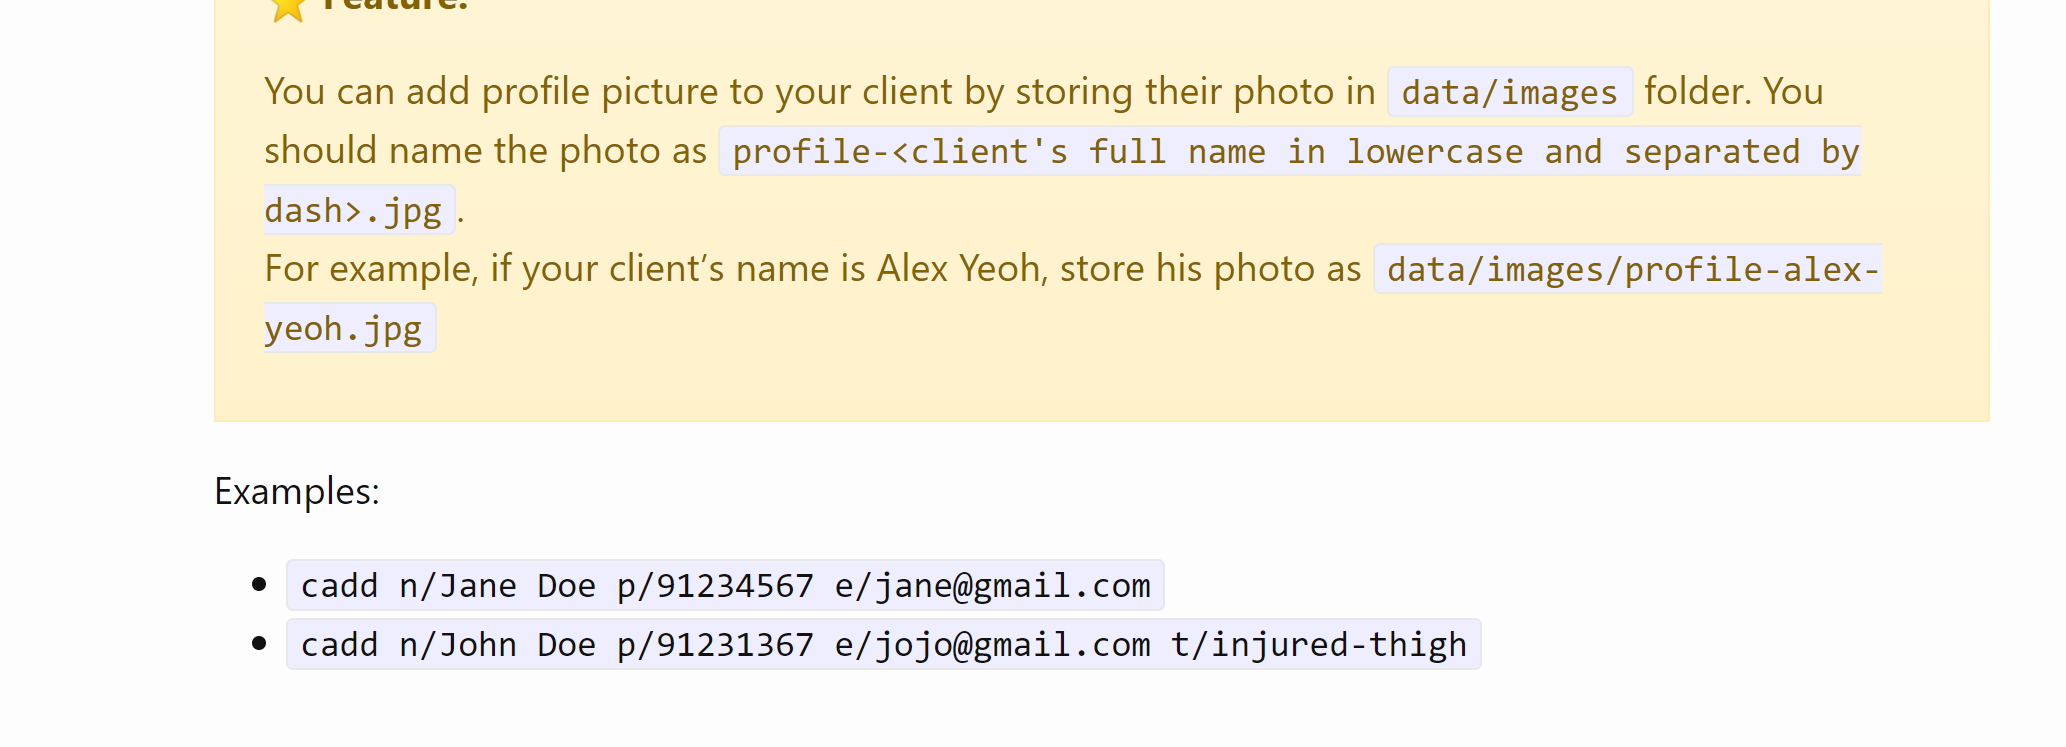 Feature:
You can add profile picture to your client by storing their photo in data/images folder. You
should name the photo as profile-<client's full name in lowercase and separated by
dash>.jpg.
For example, if your client’s name is Alex Yeoh, store his photo as data/images/profile-alex-
yeoh.jpg
Examples:
• cadd n/Jane Doe p/91234567 e/jane@gmail.com
• cadd n/John Doe p/91231367 e/jojo@gmail.com t/injured-thigh